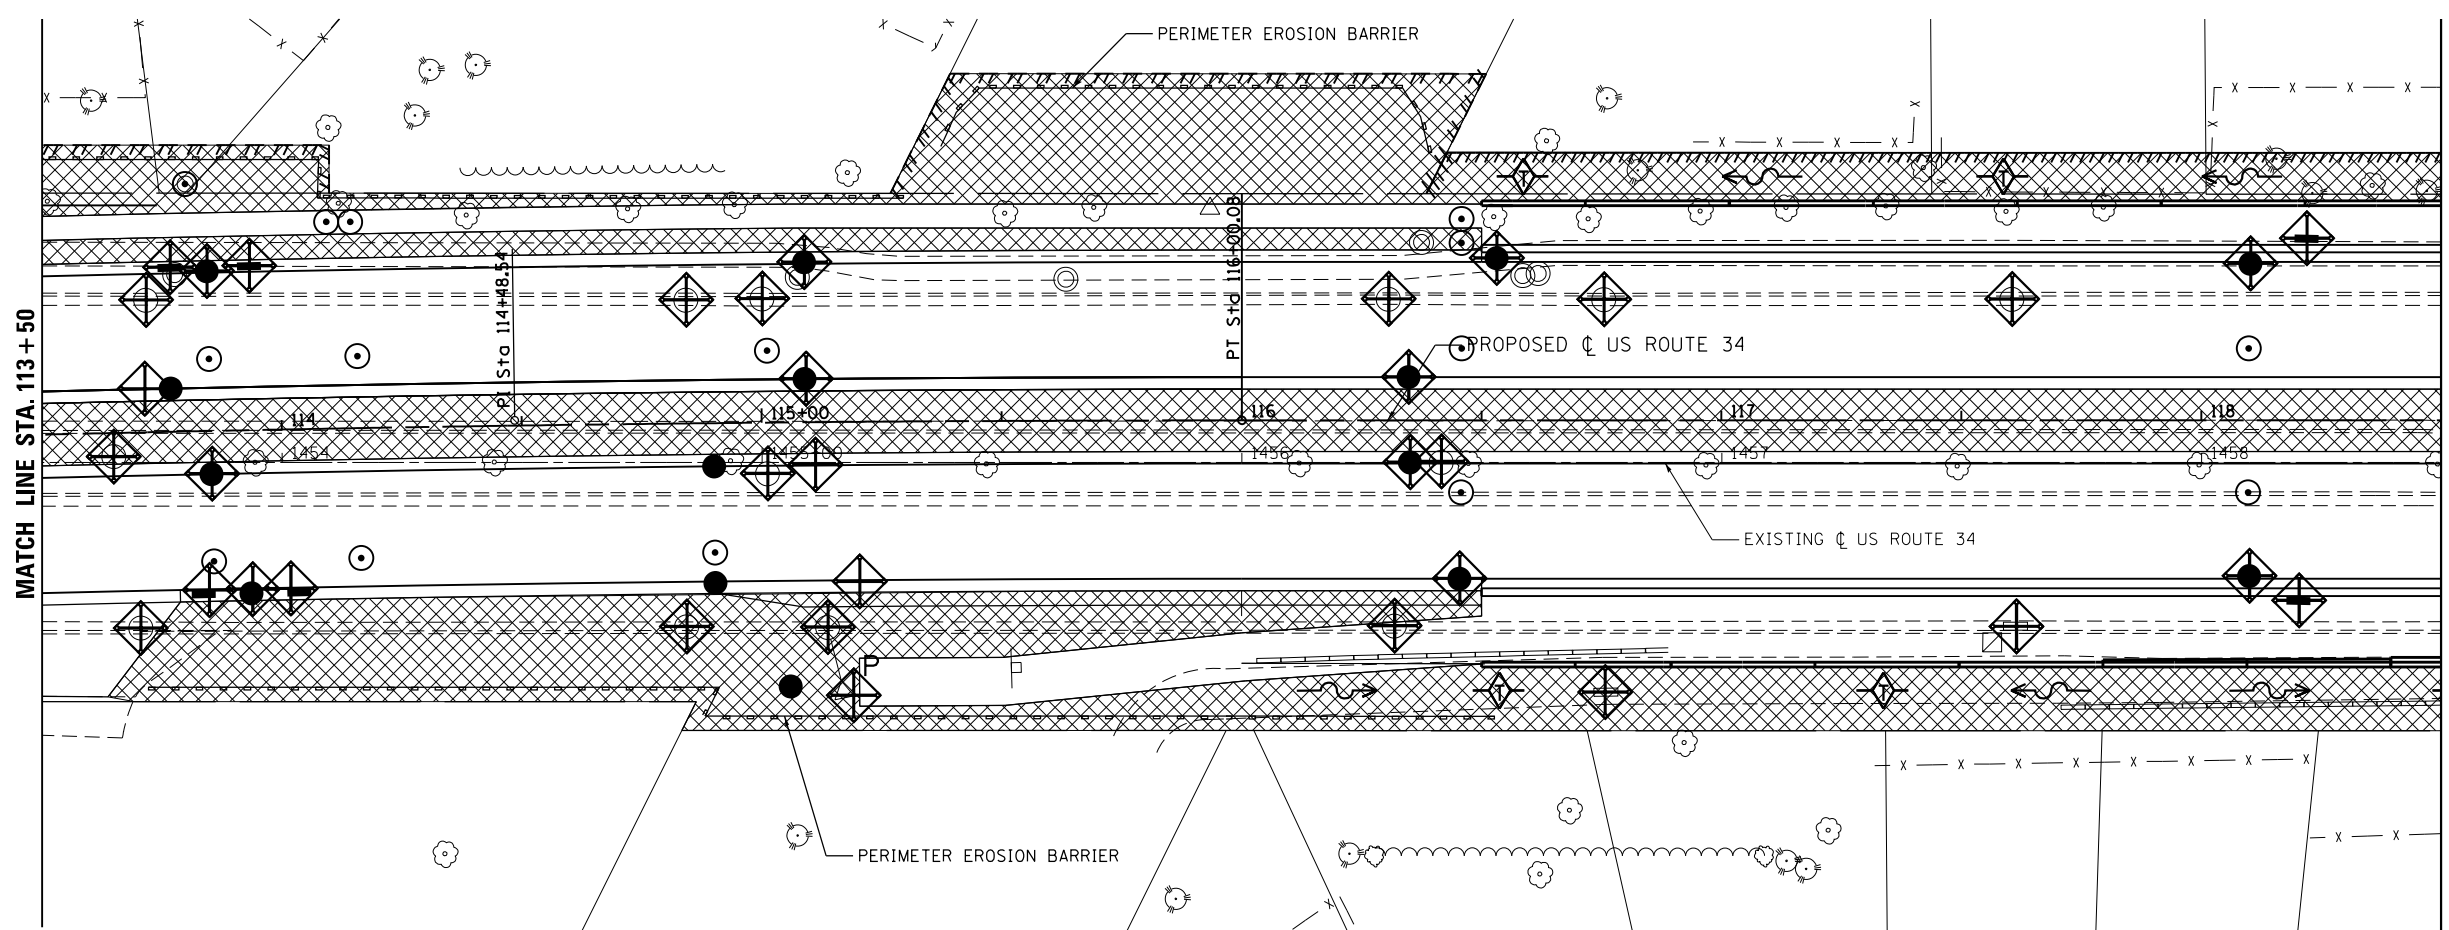 PERIMETER EROSION BARRIER
MATCH LINE STA. 113+50
PI Sta 114+48.54
PT Sta 116+00.08
PROPOSED ℄ US ROUTE 34
114
115+00
116
117
118
1454
1455+00
1456
1457
1458
EXISTING ℄ US ROUTE 34
T
T
P
T
T
PERIMETER EROSION BARRIER